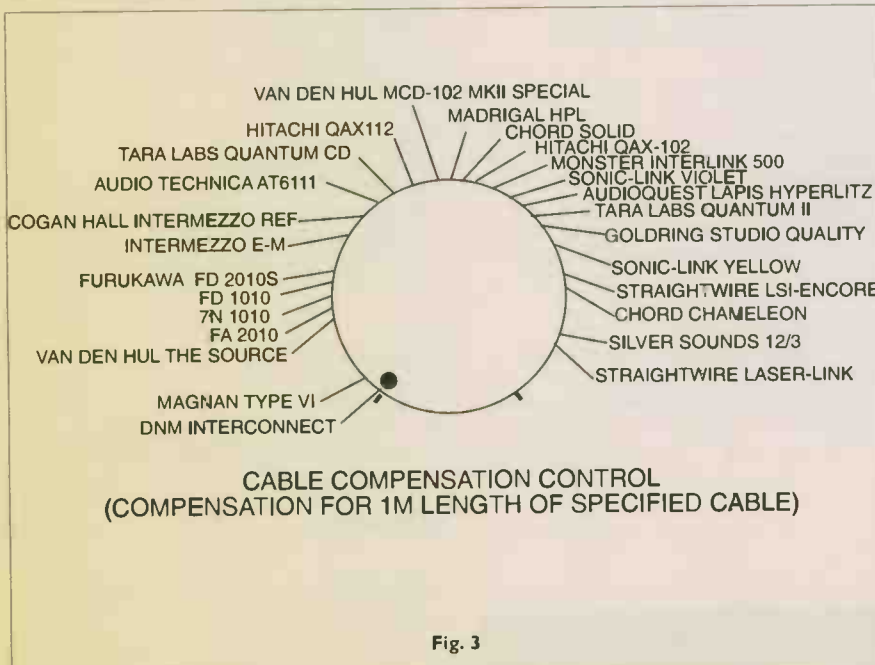 VAN DEN HUL MCD-102 MKII SPECIAL
HITACHI QAX112
TARA LABS QUANTUM CD
AUDIO TECHNICA AT6111
COGAN HALL INTERMEZZO REF
INTERMEZZO E-M
FURUKAWA FD 2010S
FD 1010
7N 1010
FA 2010
VAN DEN HUL THE SOURCE
MAGNAN TYPE VI
DNM INTERCONNECT
MADRIGAL HPL
CHORD SOLID
HITACHI QAX-102
MONSTER INTERLINK 500
SONIC-LINK VIOLET
AUDIOQUEST LAPIS HYPERLITZ
TARA LABS QUANTUM II
GOLDRING STUDIO QUALITY
SONIC-LINK YELLOW
STRAIGHTWIRE LSI-ENCORE
CHORD CHAMELEON
SILVER SOUNDS 12/3
STRAIGHTWIRE LASER-LINK
CABLE COMPENSATION CONTROL
(COMPENSATION FOR 1M LENGTH OF SPECIFIED CABLE)
Fig. 3